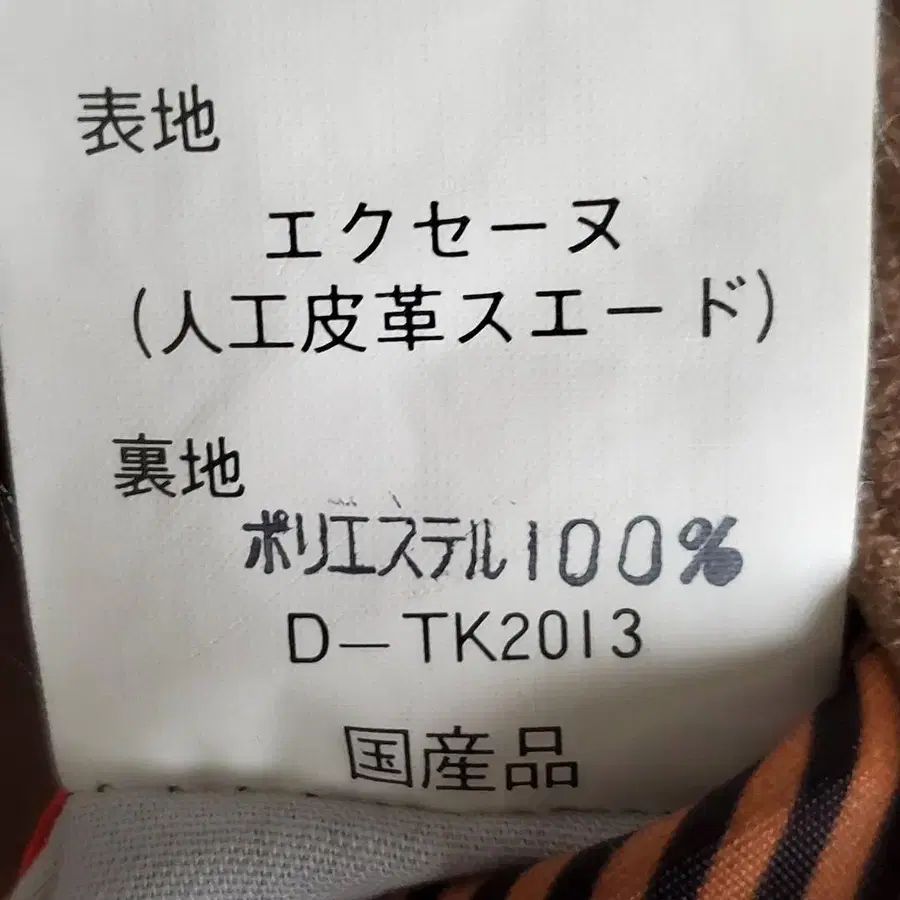 表地
エクセーヌ
(人工皮革スエード)
裏地
ポリエステル100%
D-TK2013
国産品